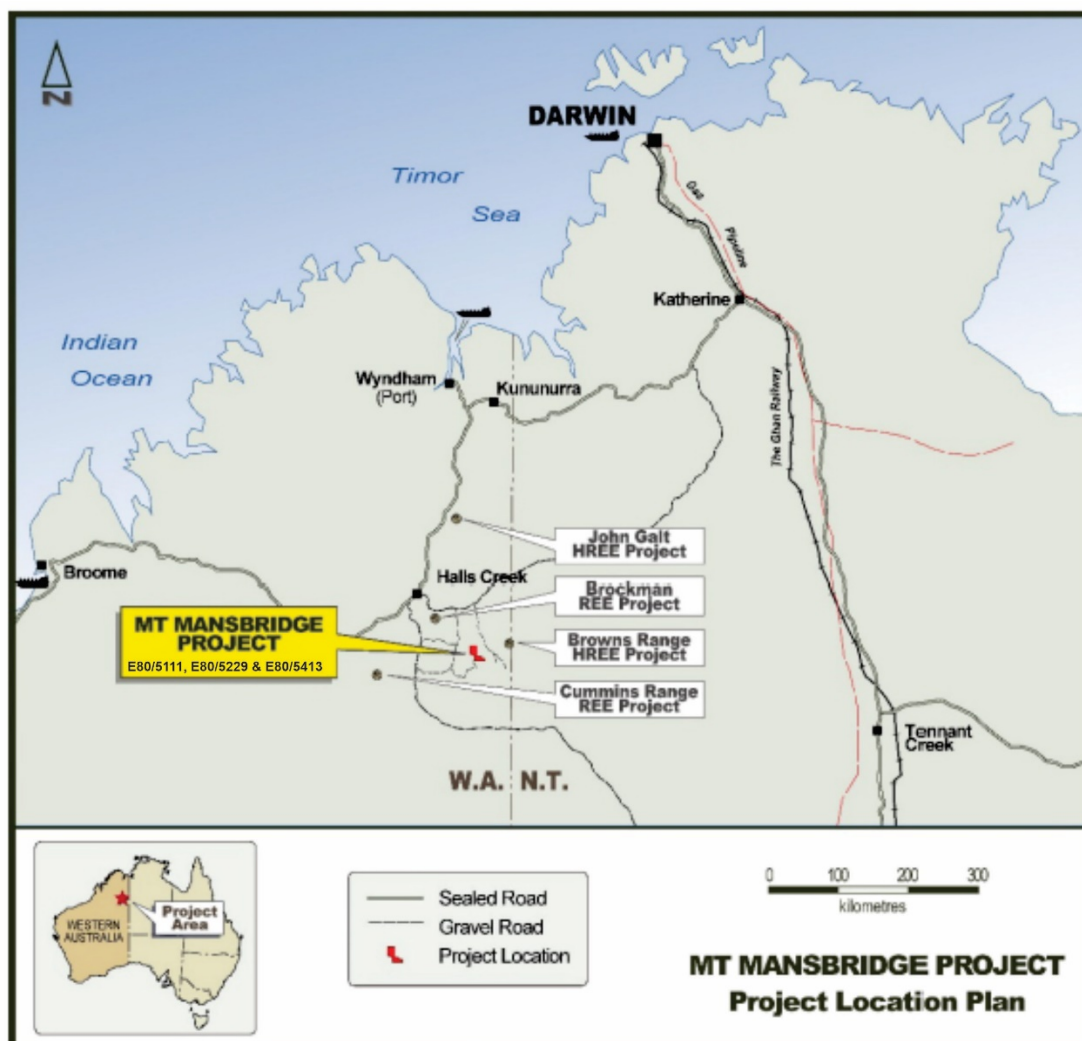 N
DARWIN
Timor
Sea
Gas
Pipeline
Katherine
Indian
Ocean
Wyndham
(Port)
Kununurra
The Ghan Railway
John Galt
HREE Project
Broome
Halls Creek
Brockman
REE Project
MT MANSBRIDGE
PROJECT
E80/5111, E80/5229 & E80/5413
Browns Range
HREE Project
Cummins Range
REE Project
Tennant
Creek
W.A.
N.T.
WESTERN
AUSTRALIA
Project
Area
Sealed Road
Gravel Road
Project Location
0 100 200 300
kilometres
MT MANSBRIDGE PROJECT
Project Location Plan